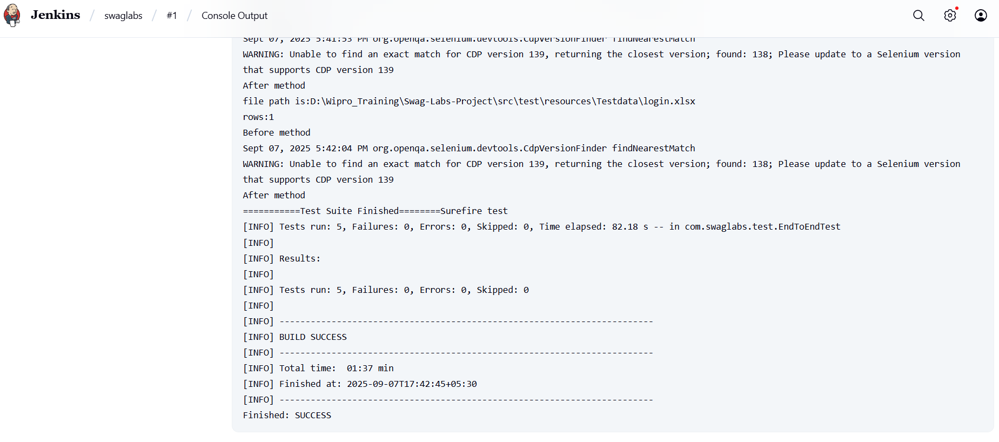 Jenkins / swaglabs / #1 / Console Output
Sept 07, 2025 5:41:53 PM org.openqa.selenium.devtools.CdpVersionFinder findNearestMatch
WARNING: Unable to find an exact match for CDP version 139, returning the closest version; found: 138; Please update to a Selenium version
that supports CDP version 139
After method
file path is:D:\Wipro_Training\Swag-Labs-Project\src\test\resources\Testdata\login.xlsx
rows:1
Before method
Sept 07, 2025 5:42:04 PM org.openqa.selenium.devtools.CdpVersionFinder findNearestMatch
WARNING: Unable to find an exact match for CDP version 139, returning the closest version; found: 138; Please update to a Selenium version
that supports CDP version 139
After method
===========Test Suite Finished========Surefire test
[INFO] Tests run: 5, Failures: 0, Errors: 0, Skipped: 0, Time elapsed: 82.18 s -- in com.swaglabs.test.EndToEndTest
[INFO]
[INFO] Results:
[INFO]
[INFO] Tests run: 5, Failures: 0, Errors: 0, Skipped: 0
[INFO]
[INFO] ------------------------------------------------------------------------
[INFO] BUILD SUCCESS
[INFO] ------------------------------------------------------------------------
[INFO] Total time:  01:37 min
[INFO] Finished at: 2025-09-07T17:42:45+05:30
[INFO] ------------------------------------------------------------------------
Finished: SUCCESS